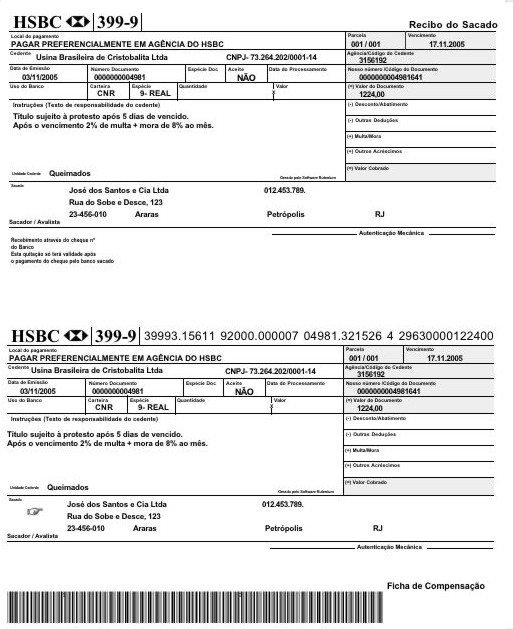 HSBC 399-9 Recibo do Sacado
Local do pagamento Parcela Vencimento
PAGAR PREFERENCIALMENTE EM AGÊNCIA DO HSBC 001 / 001 17.11.2005
Cedente Usina Brasileira de Cristobalita Ltda CNPJ- 73.264.202/0001-14 Agência/Código do Cedente
3156192
Data de Emissão Número Documento Espécie Doc Aceite Data do Processamento Nosso número /Código do Documento
03/11/2005 0000000004981 NÃO 0000000004981641
Uso do Banco Carteira Espécie Quantidade Valor (=) Valor do Documento
CNR 9- REAL x 1224,00
Instruções (Texto de responsabilidade do cedente) (-) Desconto/Abatimento
Título sujeito à protesto após 5 dias de vencido. (-) Outras Deduções
Após o vencimento 2% de multa + mora de 8% ao mês.
(+) Multa/Mora
(+) Outros Acréscimos
(=) Valor Cobrado
Unidade Cedente Queimados Gerado pelo Software Rutenium
Sacado
José dos Santos e Cia Ltda 012.453.789.
Rua do Sobe e Desce, 123
23-456-010 Araras Petrópolis RJ
Sacador / Avalista
Autenticação Mecânica
Recebimento através do cheque nº
do Banco
Esta quitação só terá validade após
o pagamento do cheque pelo banco sacado
HSBC 399-9 39993.15611 92000.000007 04981.321526 4 29630000122400
Local do pagamento Parcela Vencimento
PAGAR PREFERENCIALMENTE EM AGÊNCIA DO HSBC 001 / 001 17.11.2005
Cedente Usina Brasileira de Cristobalita Ltda CNPJ- 73.264.202/0001-14 Agência/Código do Cedente
3156192
Data de Emissão Número Documento Espécie Doc Aceite Data do Processamento Nosso número /Código do Documento
03/11/2005 0000000004981 NÃO 0000000004981641
Uso do Banco Carteira Espécie Quantidade Valor (=) Valor do Documento
CNR 9- REAL x 1224,00
Instruções (Texto de responsabilidade do cedente) (-) Desconto/Abatimento
Título sujeito à protesto após 5 dias de vencido. (-) Outras Deduções
Após o vencimento 2% de multa + mora de 8% ao mês.
(+) Multa/Mora
(+) Outros Acréscimos
(=) Valor Cobrado
Unidade Cedente Queimados Gerado pelo Software Rutenium
Sacado
José dos Santos e Cia Ltda 012.453.789.
Rua do Sobe e Desce, 123
23-456-010 Araras Petrópolis RJ
Sacador / Avalista
Autenticação Mecânica
Ficha de Compensação